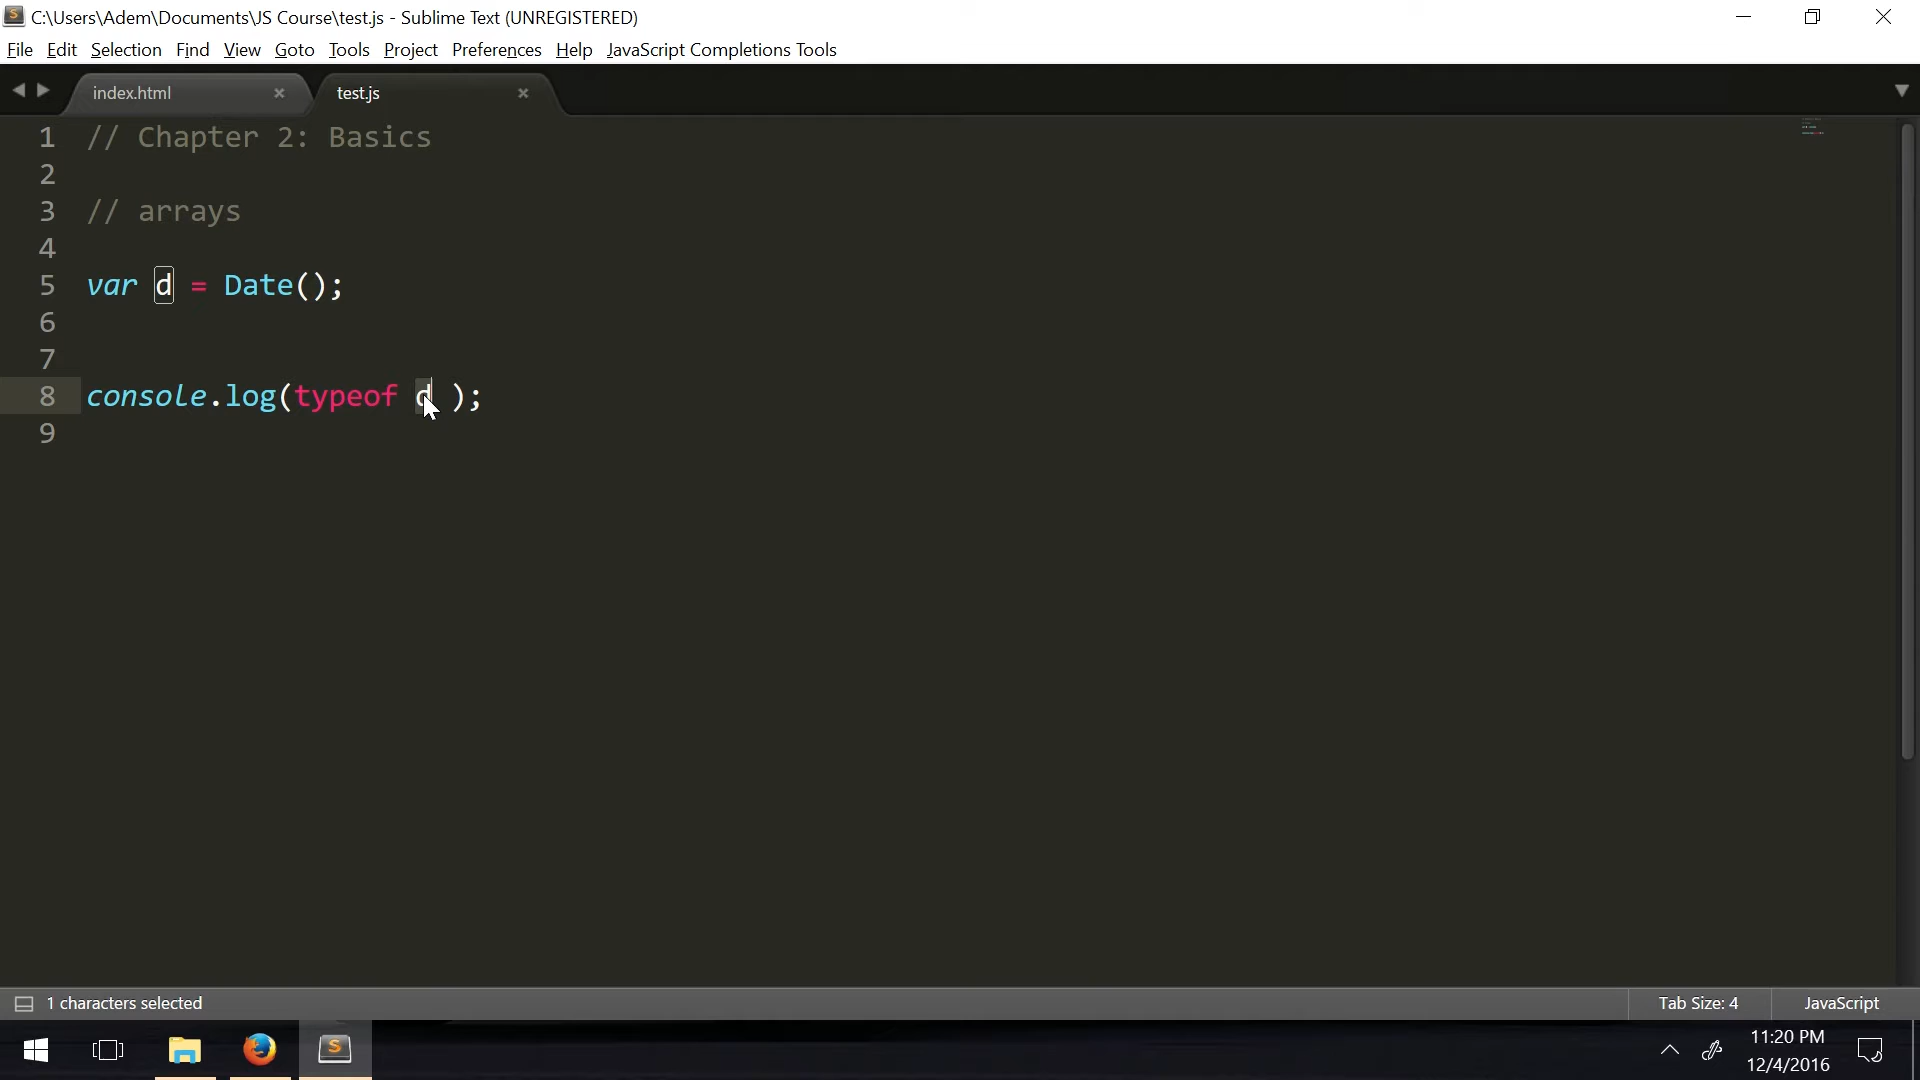 C:\Users\Adem\Documents\JS Course\test.js - Sublime Text (UNREGISTERED)
File Edit Selection Find View Goto Tools Project Preferences Help JavaScript Completions Tools
index.html × test.js ×
1 // Chapter 2: Basics
2
3 // arrays
4
5 var d = Date();
6
7
8 console.log(typeof d );
9
1 characters selected Tab Size: 4 JavaScript
11:20 PM
12/4/2016